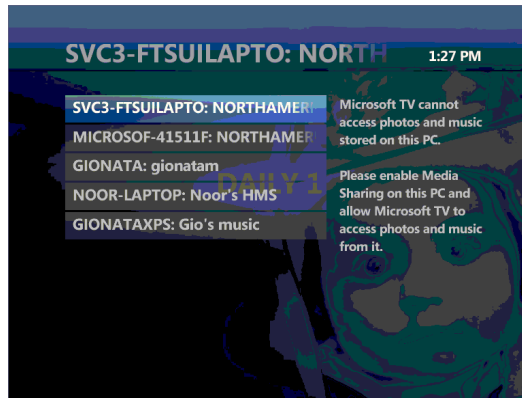 SVC3-FTSUILAPTO: NORTH
1:27 PM
SVC3-FTSUILAPTO: NORTHAMERI
MICROSOF-41511F: NORTHAMER
GIONATA: gionatam
NOOR-LAPTOP: Noor's HMS
GIONATAXPS: Gio's music
DAILY 1
Microsoft TV cannot
access photos and music
stored on this PC.
Please enable Media
Sharing on this PC and
allow Microsoft TV to
access photos and music
from it.